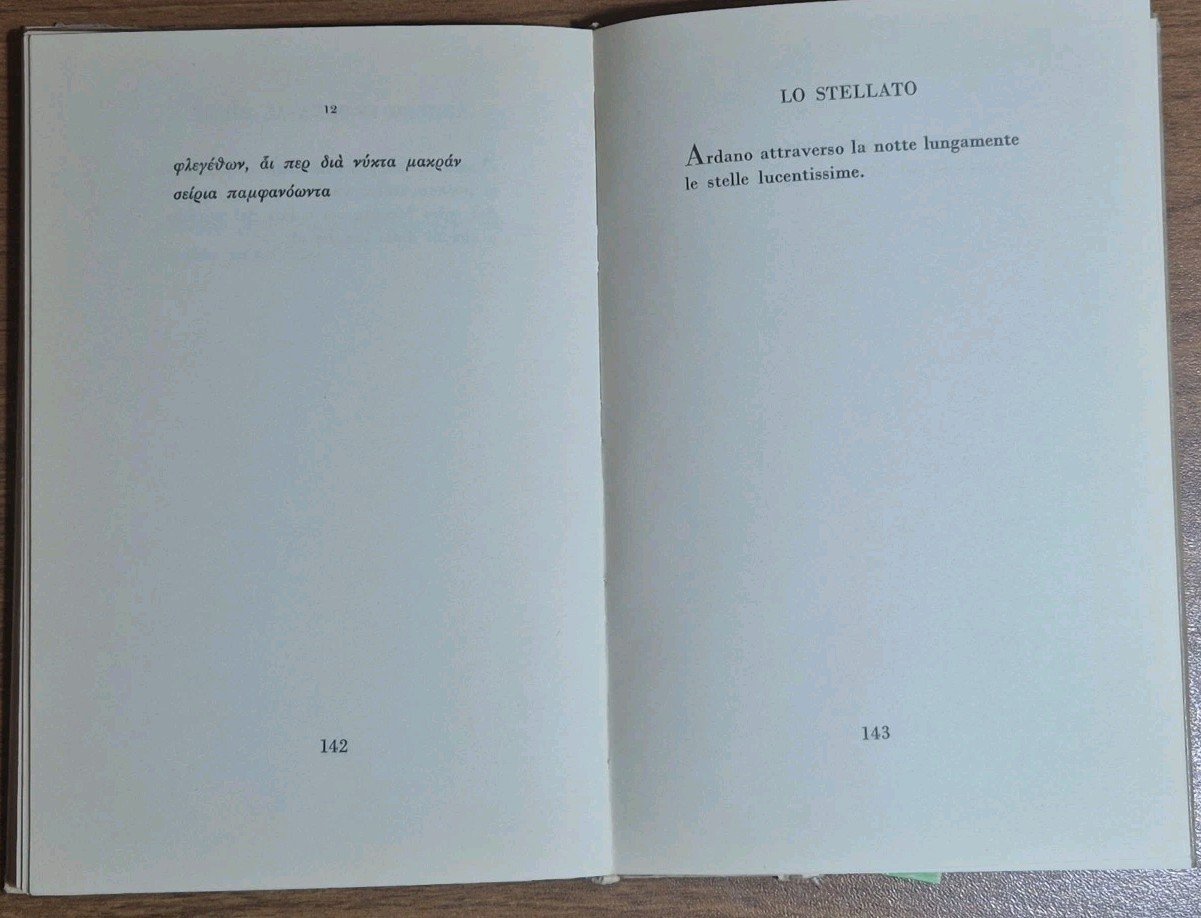 12
φλεγέθων, ἇι περ διὰ νύκτα μακράν
σείρια παμφανόωντα
142
LO STELLATO
Ardano attraverso la notte lungamente
le stelle lucentissime.
143